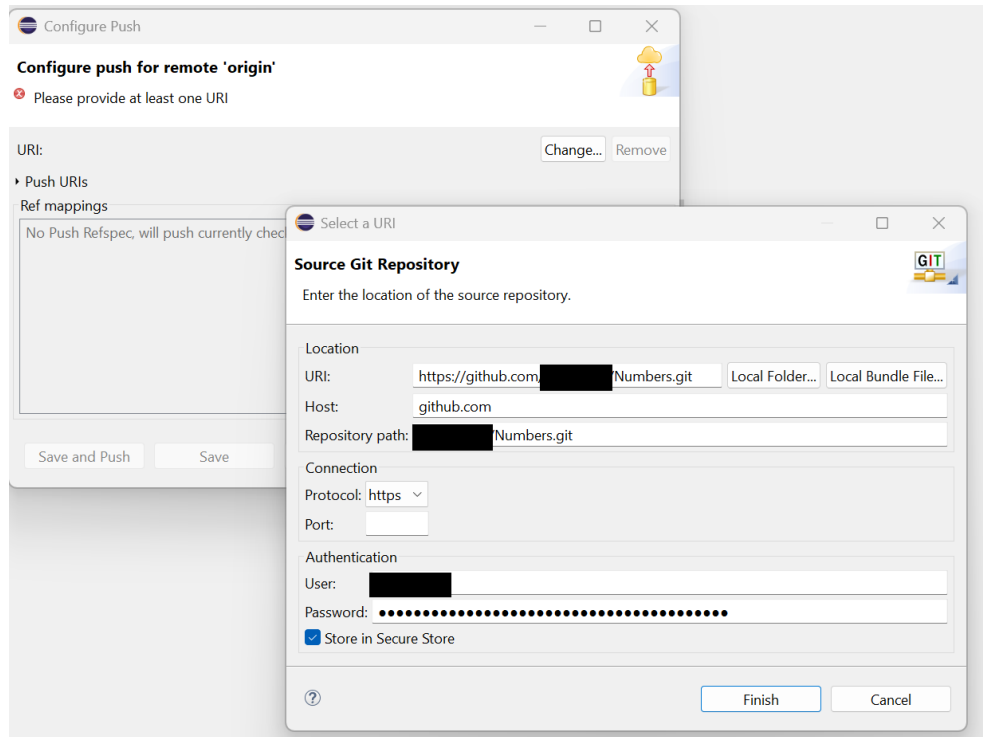 Configure Push
Configure push for remote 'origin'
Please provide at least one URI
URI:
Change...
Remove
Push URIs
Ref mappings
No Push Refspec, will push currently chec
Save and Push
Save
Select a URI
Source Git Repository
GIT
Enter the location of the source repository.
Location
URI: https://github.com/ /Numbers.git Local Folder... Local Bundle File...
Host: github.com
Repository path: /Numbers.git
Connection
Protocol: https
Port:
Authentication
User:
Password: ●●●●●●●●●●●●●●●●●●●●●●●●●●●●●●●●●●●●●●●●
Store in Secure Store
?
Finish
Cancel